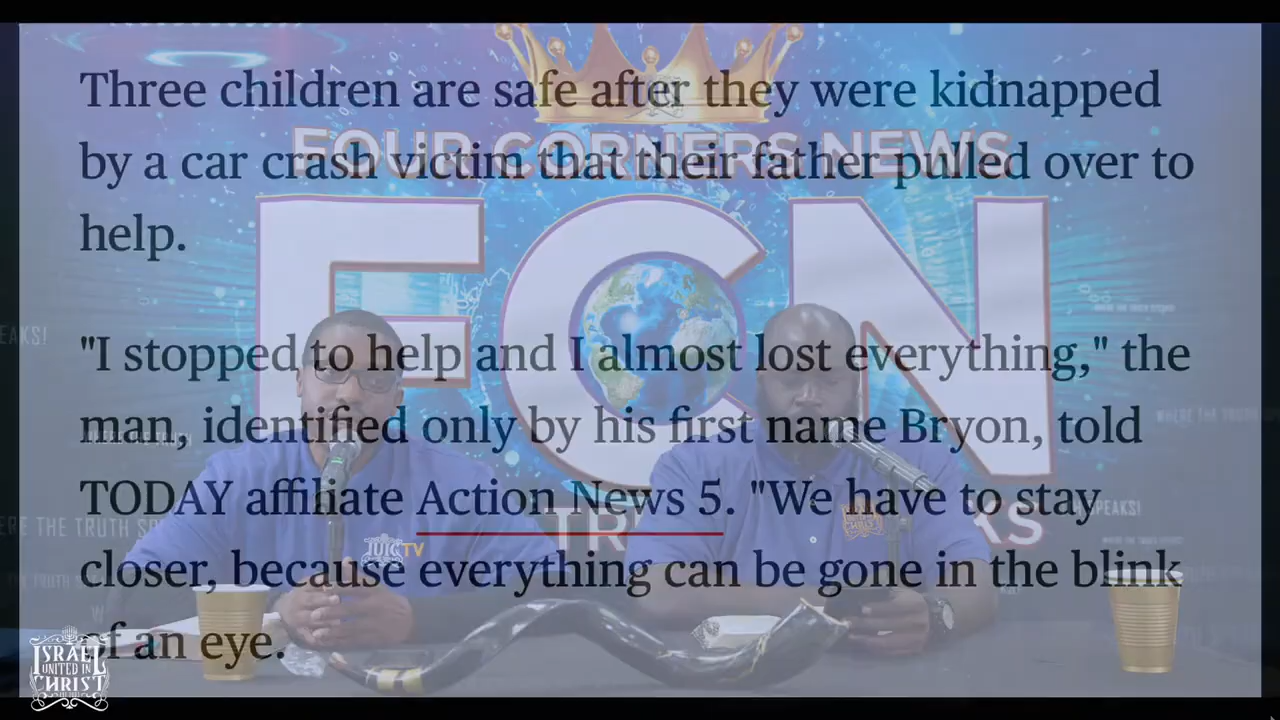 Three children are safe after they were kidnapped
by a car crash victim that their father pulled over to
help.
"I stopped to help and I almost lost everything," the
man, identified only by his first name Bryon, told
TODAY affiliate Action News 5. "We have to stay
closer, because everything can be gone in the blink
of an eye.
FOUR CORNERS NEWS
FCN
IUIC TV
ISRAEL
UNITED IN
CHRIST